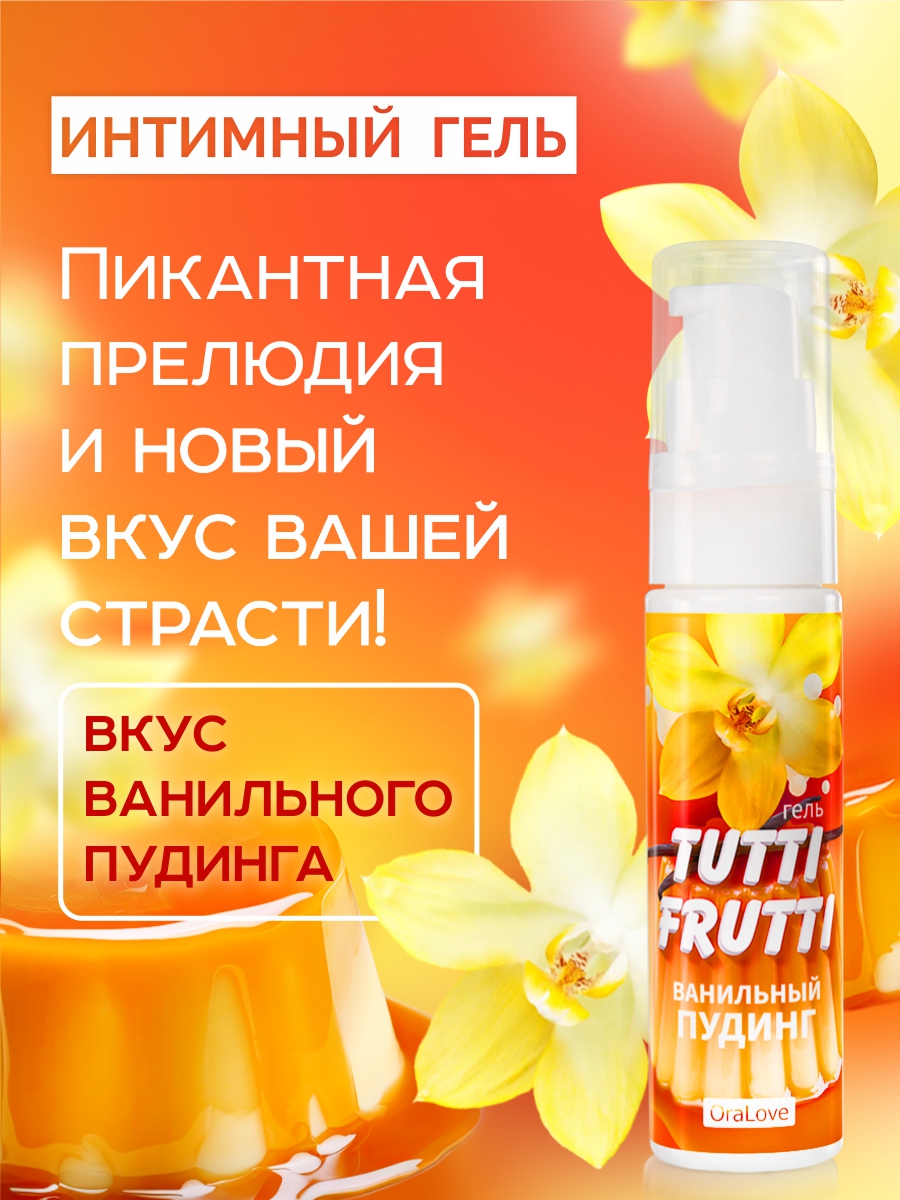 ИНТИМНЫЙ ГЕЛЬ
Пикантная
прелюдия
и новый
вкус вашей
страсти!
ВКУС
ВАНИЛЬНОГО
ПУДИНГА
гель
TUTTI
FRUTTI
ВАНИЛЬНЫЙ
ПУДИНГ
OraLove